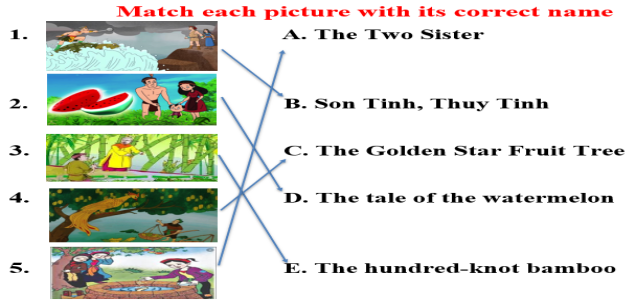 Match each picture with its correct name
1. A. The Two Sister
2. B. Son Tinh, Thuy Tinh
3. C. The Golden Star Fruit Tree
4. D. The tale of the watermelon
5. E. The hundred-knot bamboo